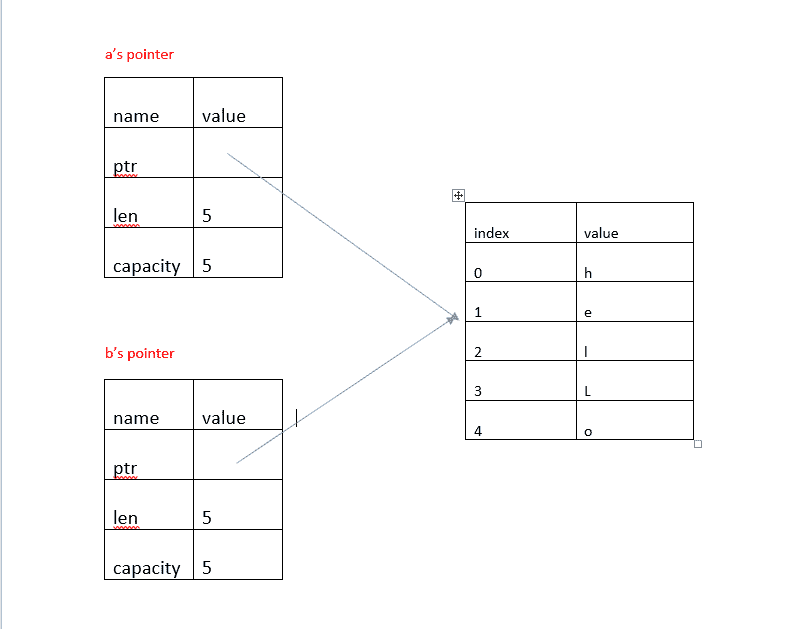 a's pointer
name value
ptr
len 5
capacity 5
b's pointer
name value
ptr
len 5
capacity 5
index value
0 h
1 e
2 l
3 L
4 o